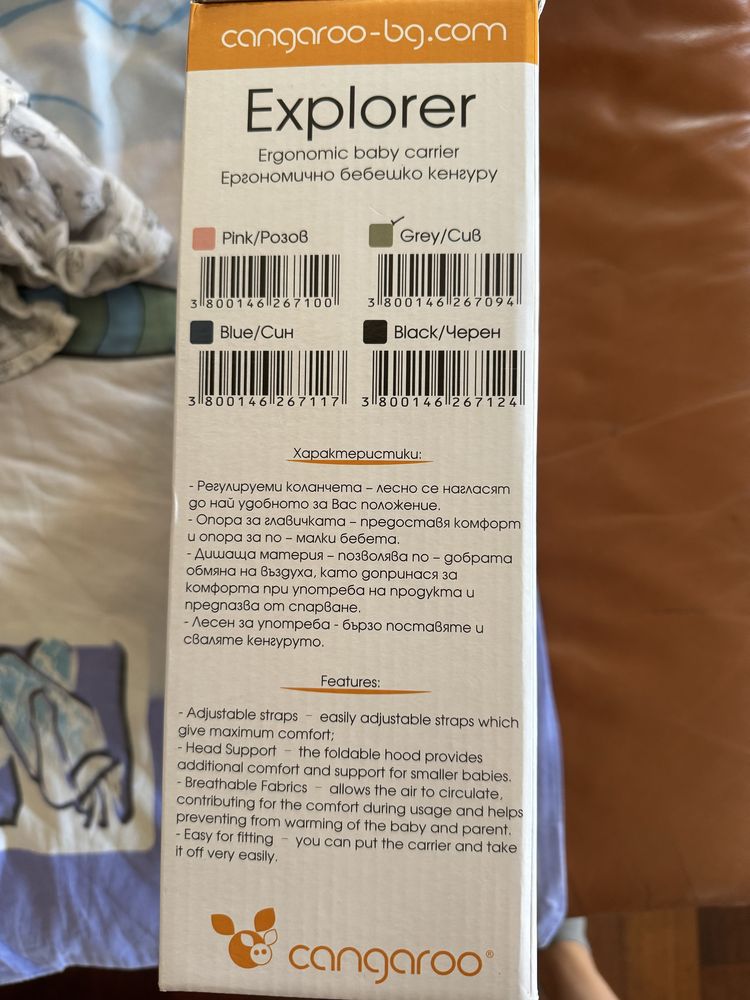 cangaroo-bg.com
Explorer
Ergonomic baby carrier
Ергономично бебешко кенгуру
Pink/Розов
Grey/Сив
3 800146 267100
3 800146 267094
Blue/Син
Black/Черен
3 800146 267117
3 800146 267124
Характеристики:
- Регулируеми коланчета – лесно се нагласят
до най удобното за Вас положение.
- Опора за главичката – предоставя комфорт
и опора за по – малки бебета.
- Дишаща материя – позволява по – добрата
обмяна на въздуха, като допринася за
комфорта при употреба на продукта и
предпазва от спарване.
- Лесен за употреба - бързо поставяте и
сваляте кенгуруто.
Features:
- Adjustable straps – easily adjustable straps which
give maximum comfort;
- Head Support – the foldable hood provides
additional comfort and support for smaller babies.
- Breathable Fabrics – allows the air to circulate,
contributing for the comfort during usage and helps
preventing from warming of the baby and parent.
- Easy for fitting – you can put the carrier and take
it off very easily.
cangaroo®